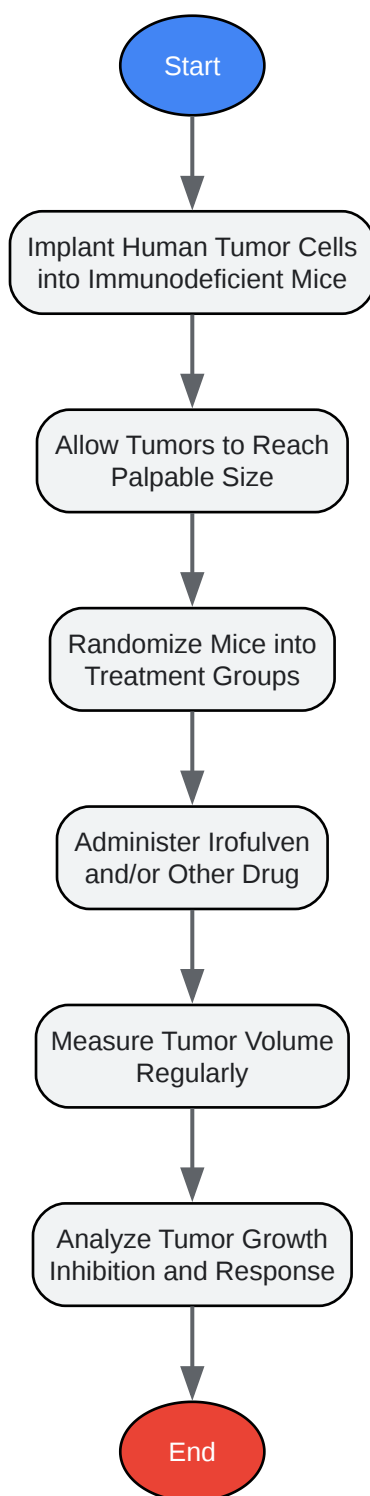 Start
Implant Human Tumor Cells
into Immunodeficient Mice
Allow Tumors to Reach
Palpable Size
Randomize Mice into
Treatment Groups
Administer Irofulven
and/or Other Drug
Measure Tumor Volume
Regularly
Analyze Tumor Growth
Inhibition and Response
End